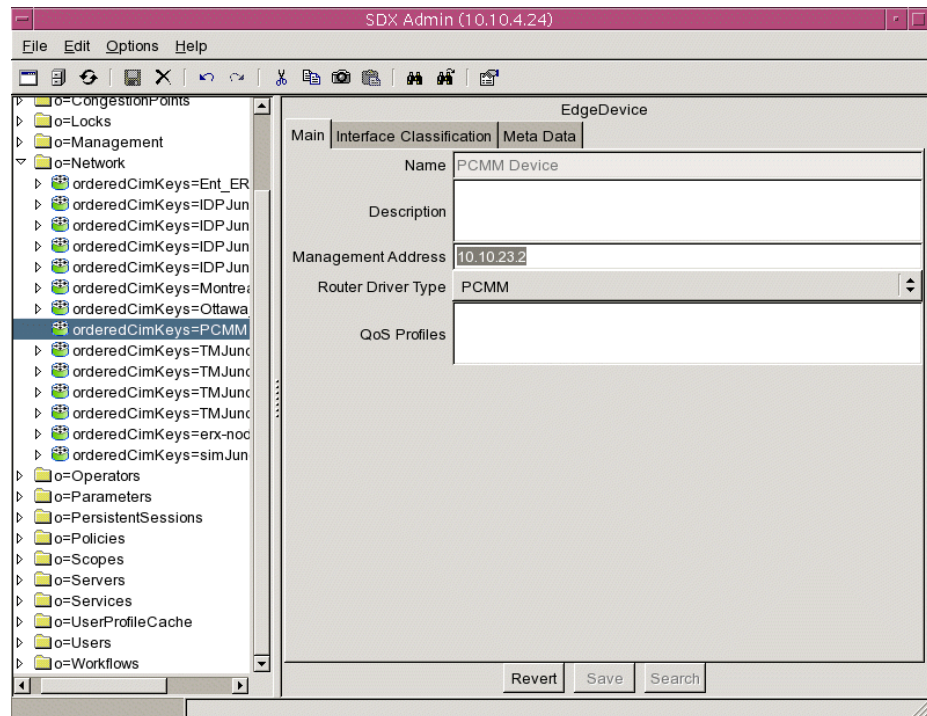 SDX Admin (10.10.4.24)
File Edit Options Help
o=CongestionPoints
o=Locks
o=Management
o=Network
orderedCimKeys=Ent_ER
orderedCimKeys=IDPJun
orderedCimKeys=IDPJun
orderedCimKeys=IDPJun
orderedCimKeys=IDPJun
orderedCimKeys=Montrea
orderedCimKeys=Ottawa_
orderedCimKeys=PCMM
orderedCimKeys=TMJunc
orderedCimKeys=TMJunc
orderedCimKeys=TMJunc
orderedCimKeys=TMJunc
orderedCimKeys=erx-nod
orderedCimKeys=simJun
o=Operators
o=Parameters
o=PersistentSessions
o=Policies
o=Scopes
o=Servers
o=Services
o=UserProfileCache
o=Users
o=Workflows
EdgeDevice
Main Interface Classification Meta Data
Name PCMM Device
Description
Management Address 10.10.23.2
Router Driver Type PCMM
QoS Profiles
Revert Save Search